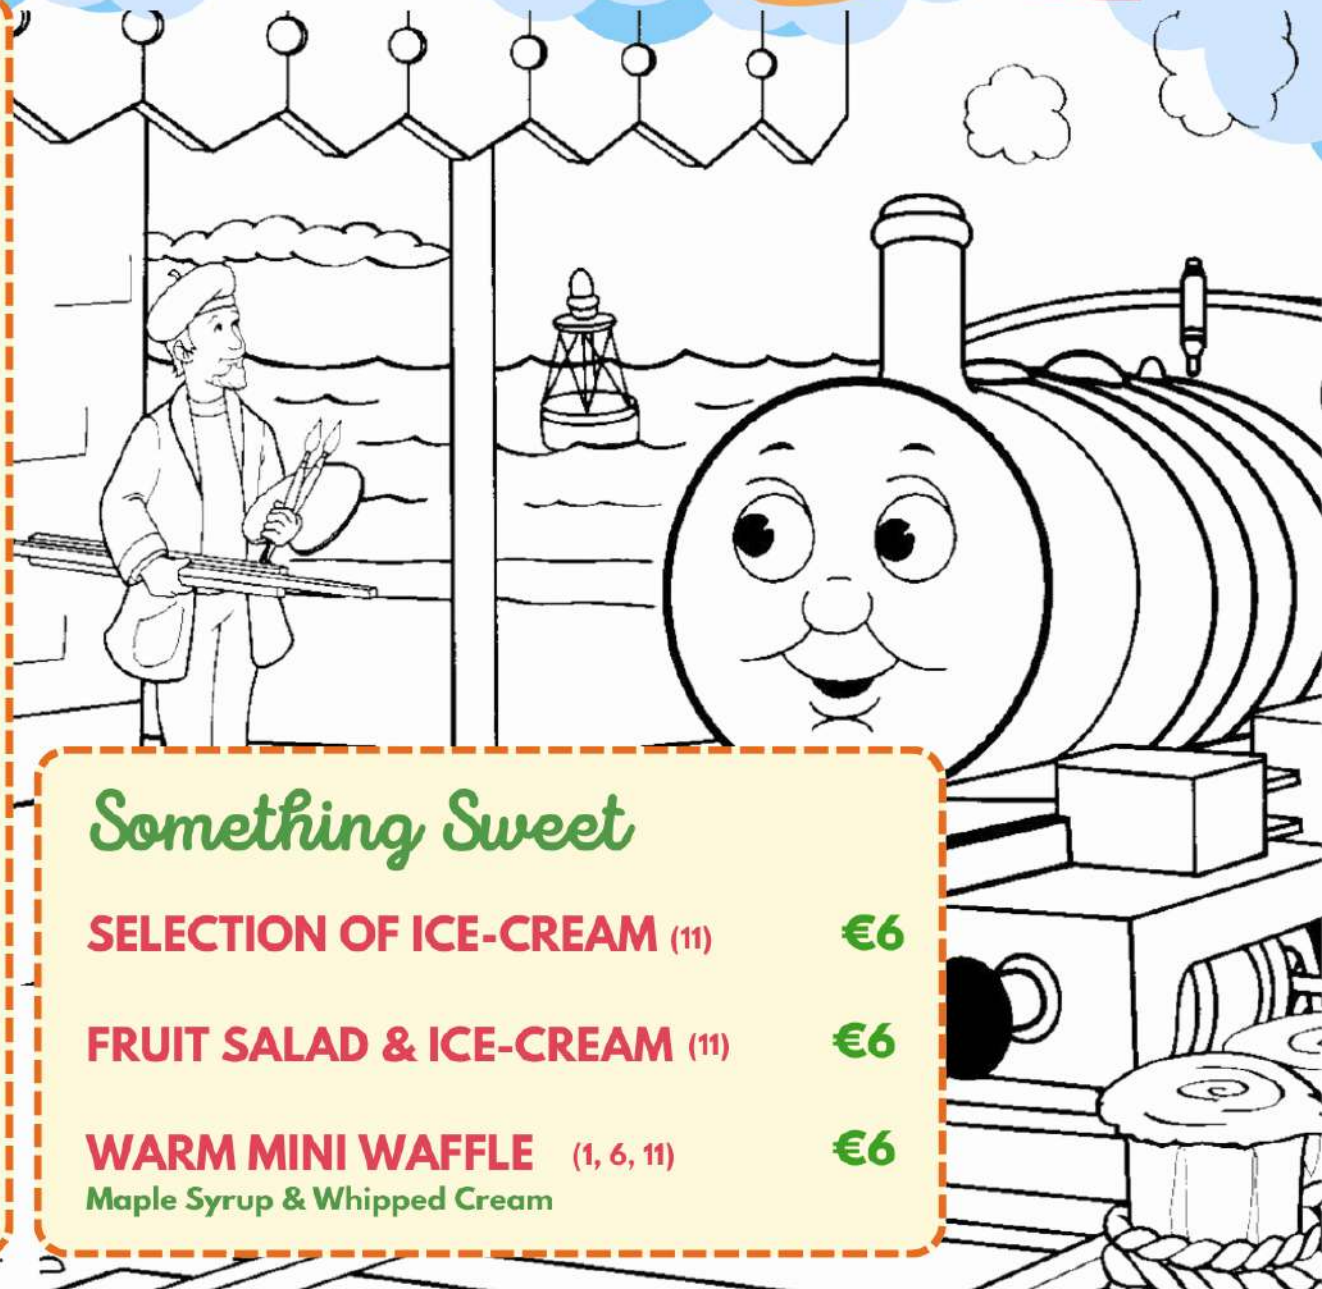 Something Sweet
SELECTION OF ICE-CREAM (11) €6
FRUIT SALAD & ICE-CREAM (11) €6
WARM MINI WAFFLE (1, 6, 11) €6
Maple Syrup & Whipped Cream